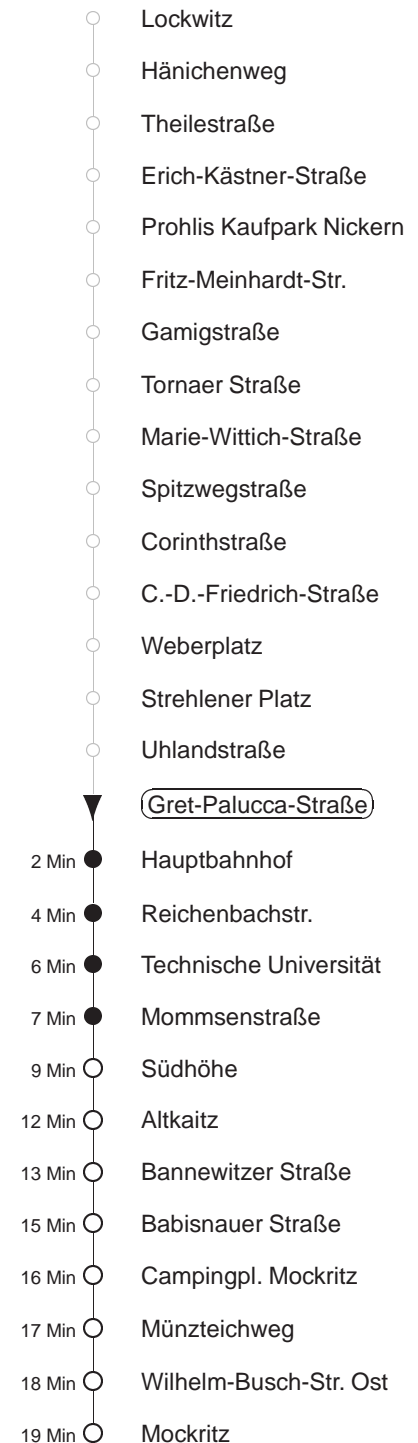 Lockwitz
Hänichenweg
Theilestraße
Erich-Kästner-Straße
Prohlis Kaufpark Nickern
Fritz-Meinhardt-Str.
Gamigstraße
Tornaer Straße
Marie-Wittich-Straße
Spitzwegstraße
Corinthstraße
C.-D.-Friedrich-Straße
Weberplatz
Strehlener Platz
Uhlandstraße
Gret-Palucca-Straße
2 Min Hauptbahnhof
4 Min Reichenbachstr.
6 Min Technische Universität
7 Min Mommsenstraße
9 Min Südhöhe
12 Min Altkaitz
13 Min Bannewitzer Straße
15 Min Babisnauer Straße
16 Min Campingpl. Mockritz
17 Min Münzteichweg
18 Min Wilhelm-Busch-Str. Ost
19 Min Mockritz